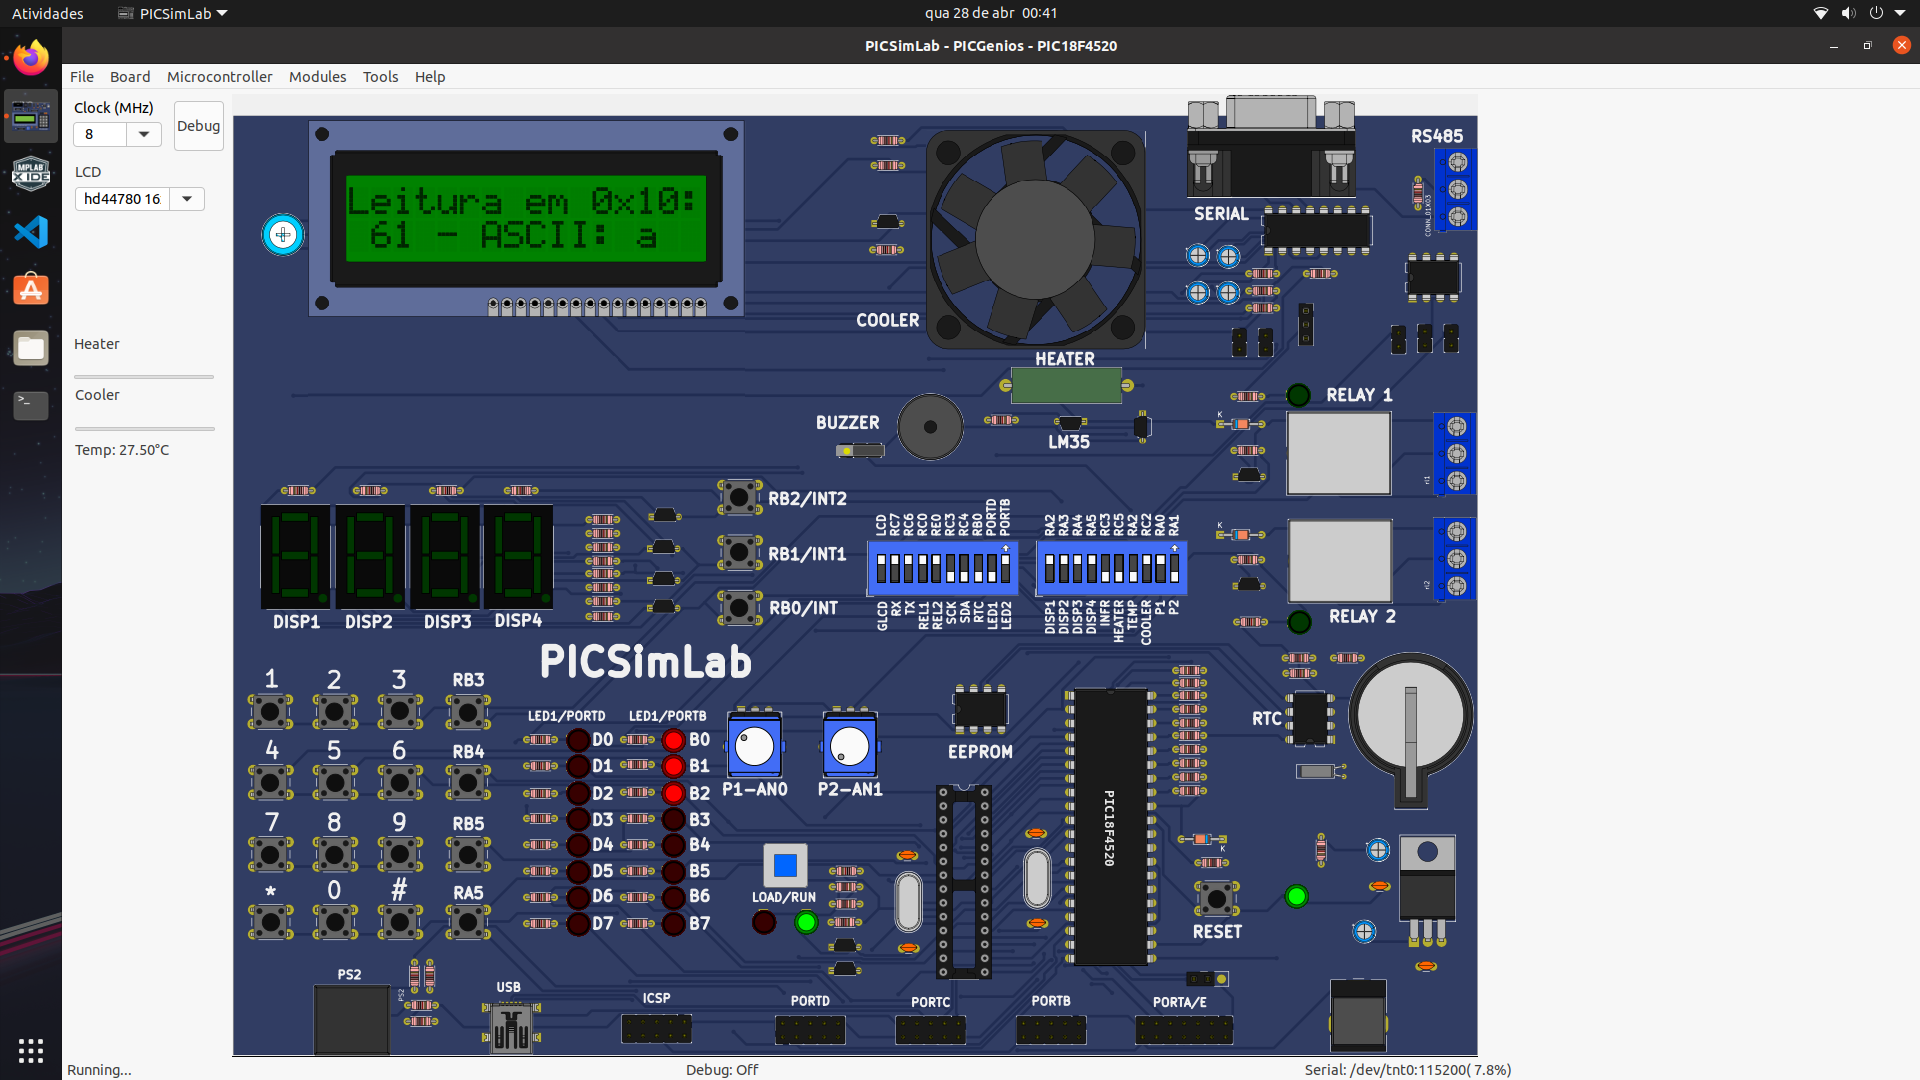 Atividades
PICSimLab
qua 28 de abr 00:41
PICSimLab - PICGenios - PIC18F4520
File Board Microcontroller Modules Tools Help
Clock (MHz)
8
Debug
LCD
hd44780 16
Heater
Cooler
Temp: 27.50°C
MPLAB
X IDE
Leitura em 0x10:
61 - ASCII: a
COOLER
SERIAL
RS485
CONN_01X03
HEATER
BUZZER
LM35
RELAY 1
K
rl1
RELAY 2
K
rl2
DISP1
DISP2
DISP3
DISP4
RB2/INT2
RB1/INT1
RB0/INT
LCD RC7 RC6 RC0 RE0 RC3 RC4 RB0 PORTD PORTB
GLCD RX TX REL1 REL2 SCK SDA RTC LED1 LED2
RA2 RA3 RA4 RA5 RC3 RC5 RA2 RC2 RA0 RA1
DISP1 DISP2 DISP3 DISP4 INFR HEATER TEMP COOLER P1 P2
PICSimLab
1 2 3 RB3
4 5 6 RB4
7 8 9 RB5
* 0 # RA5
LED1/PORTD LED1/PORTB
D0 B0
D1 B1
D2 B2
D3 B3
D4 B4
D5 B5
D6 B6
D7 B7
P1-AN0
P2-AN1
LOAD/RUN
EEPROM
PIC18F4520
RTC
K
RESET
PS2
PS2
USB
ICSP
PORTD
PORTC
PORTB
PORTA/E
Running...
Debug: Off
Serial: /dev/tnt0:115200( 7.8%)